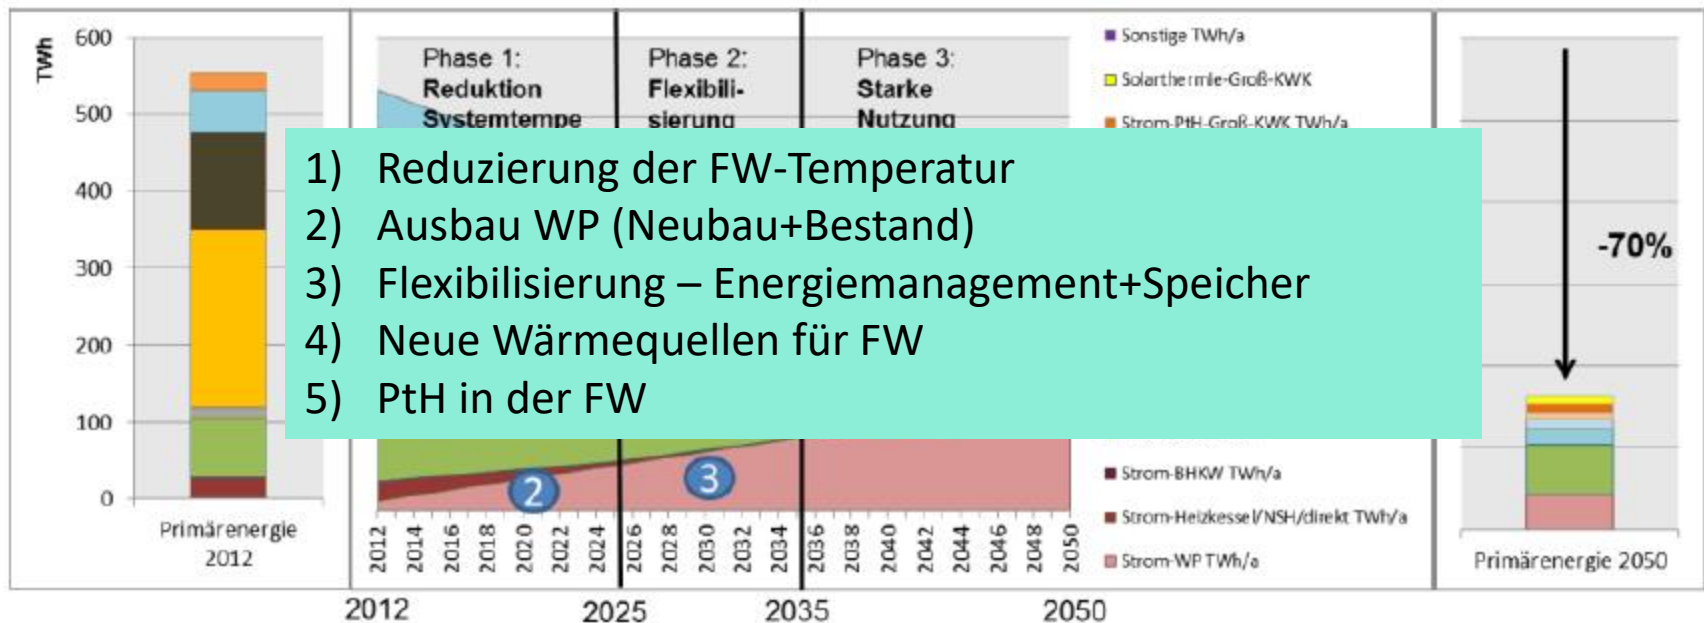 TWh
600
500
400
300
200
100
0
Primärenergie
2012
Phase 1:
Reduktion
Systemtempe
Phase 2:
Flexibili-
sierung
Phase 3:
Starke
Nutzung
1) Reduzierung der FW-Temperatur
2) Ausbau WP (Neubau+Bestand)
3) Flexibilisierung – Energiemanagement+Speicher
4) Neue Wärmequellen für FW
5) PtH in der FW
2
3
2012
2014
2016
2018
2020
2022
2024
2026
2028
2030
2032
2034
2036
2038
2040
2042
2044
2046
2048
2050
2012
2025
2035
2050
Sonstige TWh/a
Solarthermie-Groß-KWK
Strom-PtH-Groß-KWK TWh/a
Strom-BHKW TWh/a
Strom-Heizkessel/NSH/direkt TWh/a
Strom-WP TWh/a
-70%
Primärenergie 2050